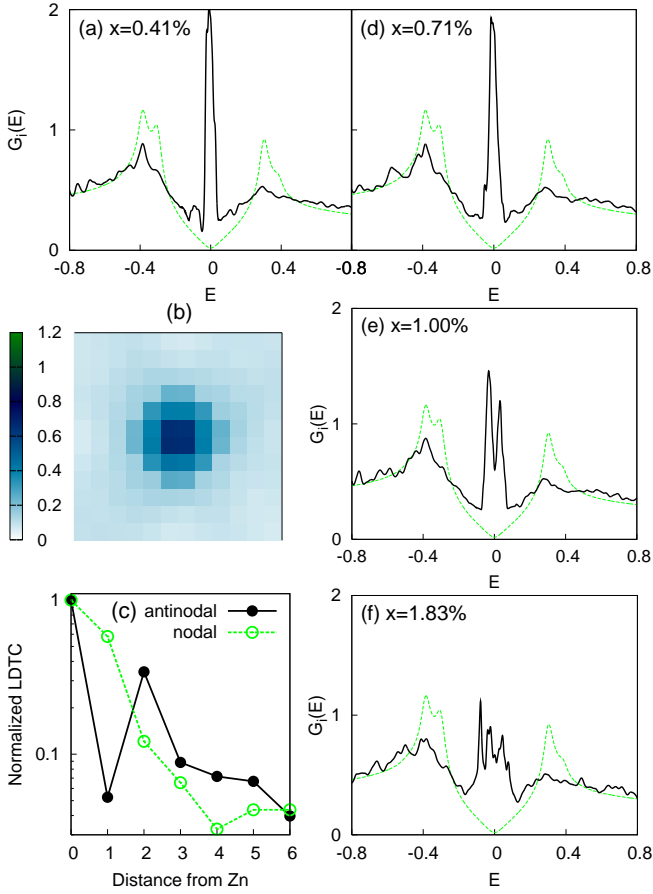 (a) x=0.41%
(d) x=0.71%
2
1
0
G_i(E)
-0.8 -0.4 0 0.4 -0.8 -0.4 0 0.4 0.8
E
E
(b)
1.2
1
0.8
0.6
0.4
0.2
0
(e) x=1.00%
2
1
0
G_i(E)
-0.8 -0.4 0 0.4 0.8
E
(c)
antinodal
nodal
1
0.1
Normalized LDTC
0 1 2 3 4 5 6
Distance from Zn
(f) x=1.83%
2
1
0
G_i(E)
-0.8 -0.4 0 0.4 0.8
E